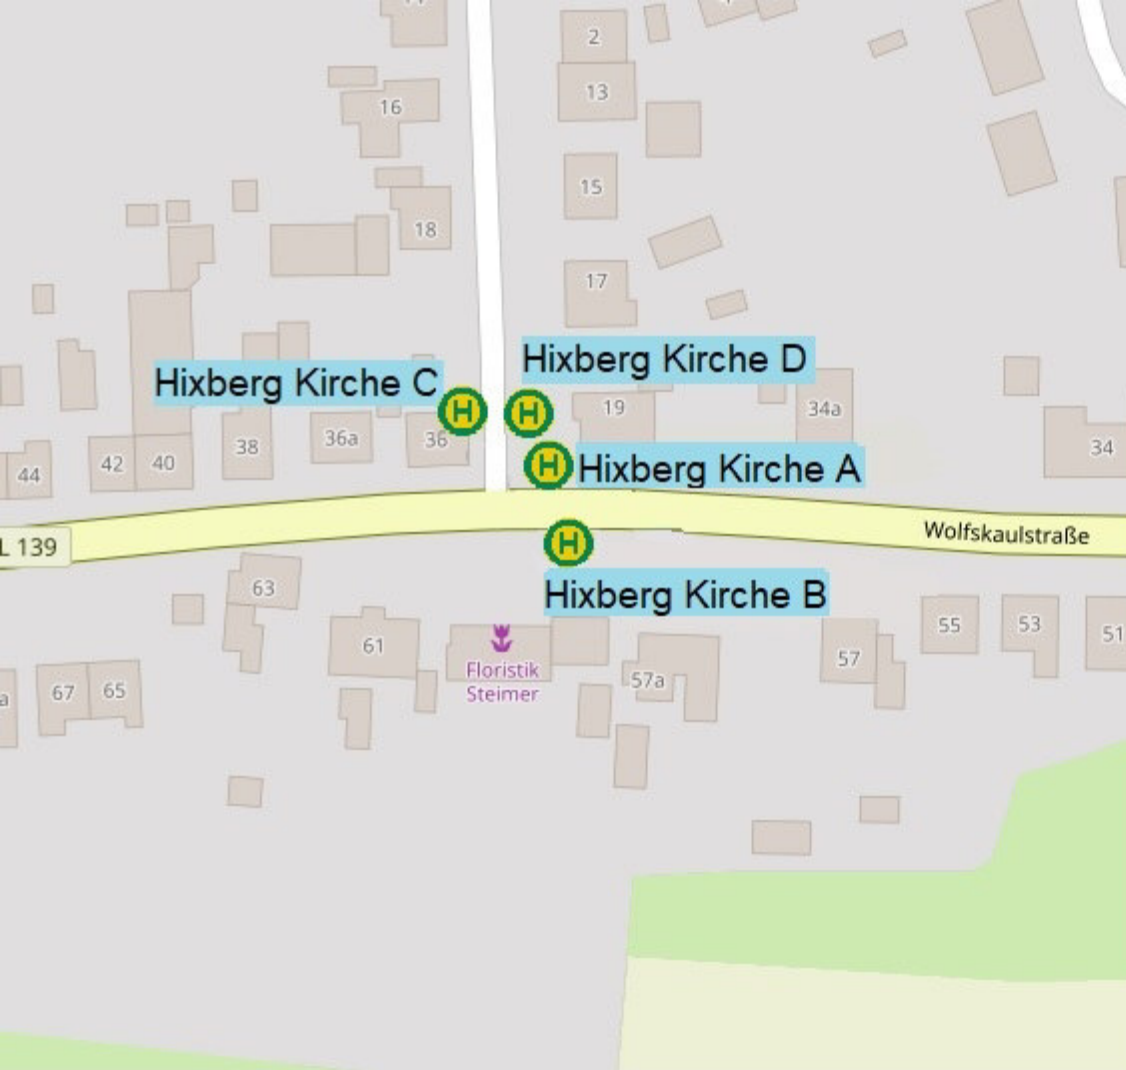 2
13
16
15
18
17
Hixberg Kirche D
Hixberg Kirche C
H
H
19
34a
36a
36
38
42
40
44
34
H
Hixberg Kirche A
Wolfskaulstraße
L 139
H
Hixberg Kirche B
63
61
Floristik
Steimer
57a
57
55
53
51
67
65
a